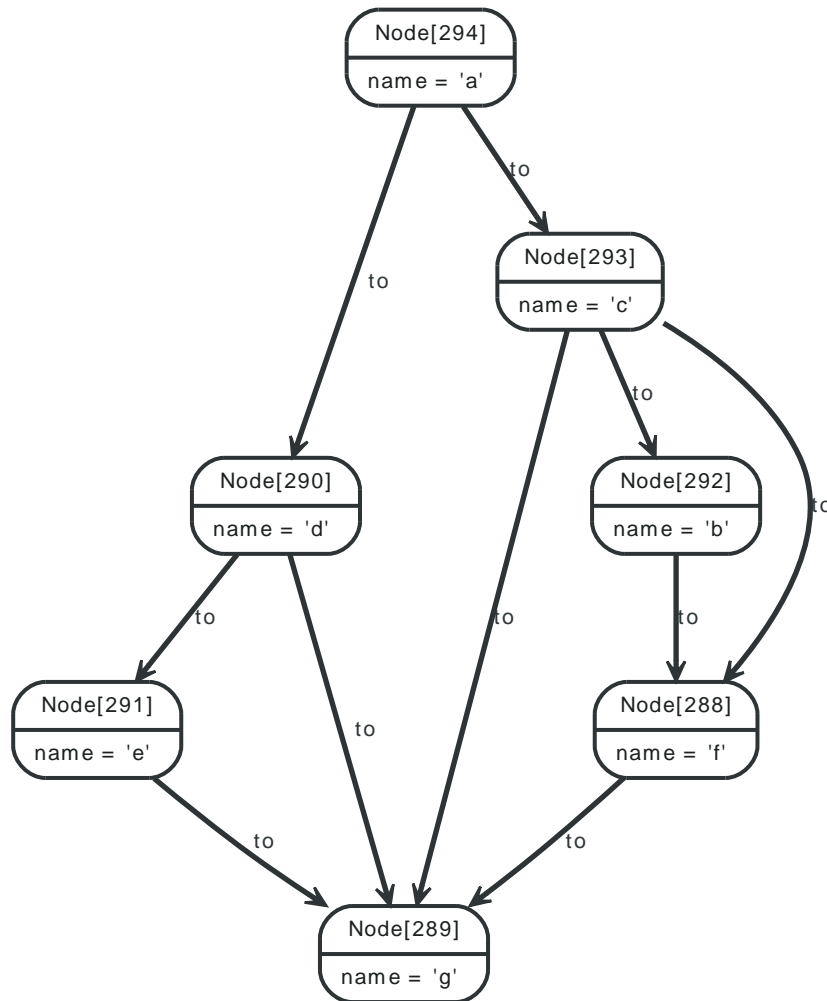 Node[294]
name = 'a'
to
Node[293]
name = 'c'
to
to
Node[290]
name = 'd'
Node[292]
name = 'b'
to
to
to
to
to
Node[291]
name = 'e'
Node[288]
name = 'f'
to
to
to
Node[289]
name = 'g'